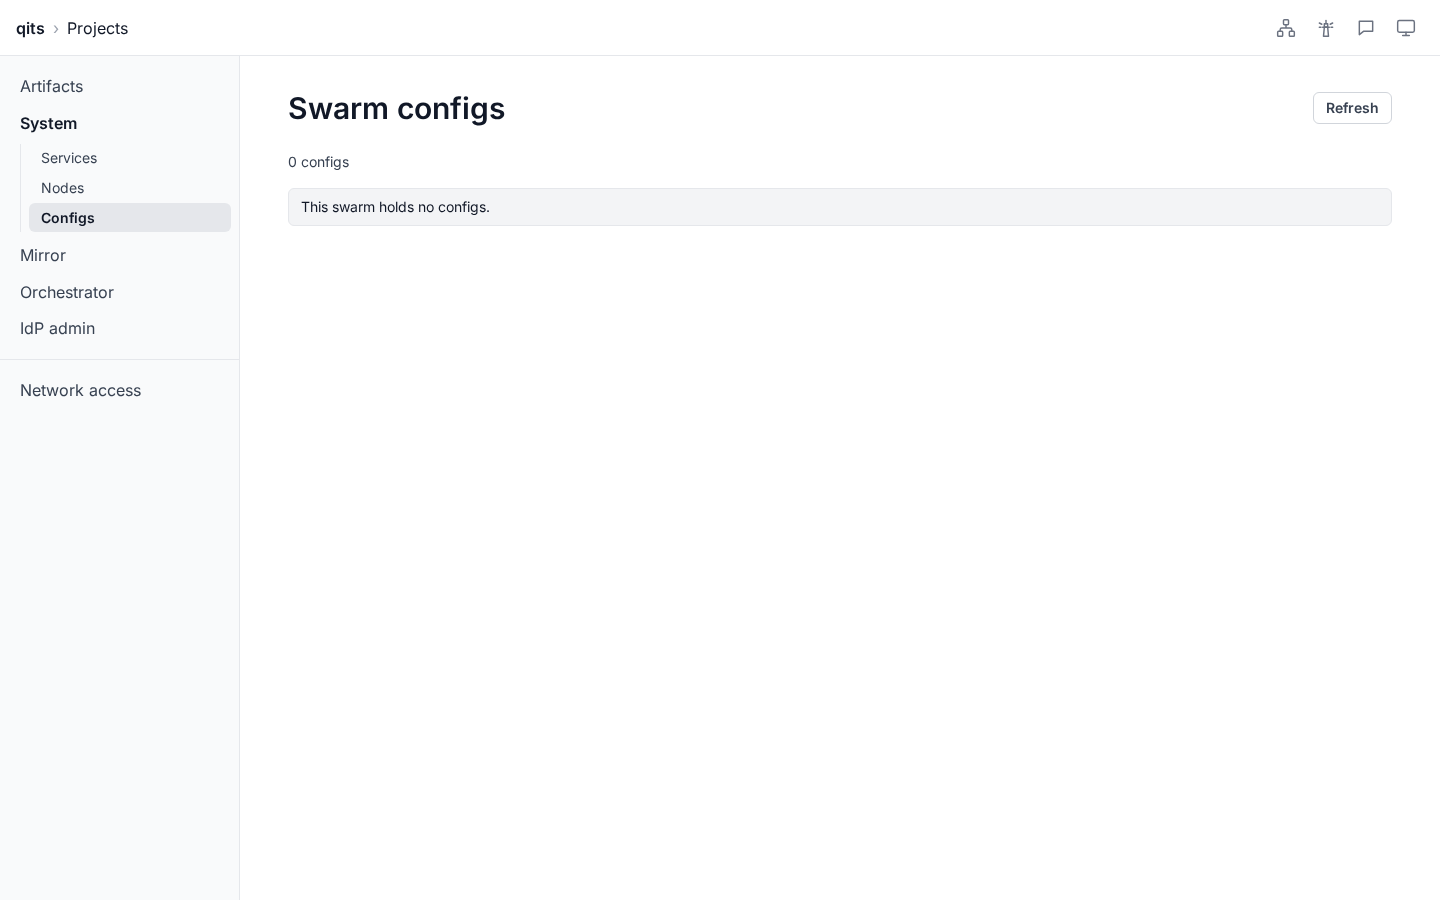 qits › Projects
Artifacts
System
Services
Nodes
Configs
Mirror
Orchestrator
IdP admin
Network access
Swarm configs
Refresh
0 configs
This swarm holds no configs.